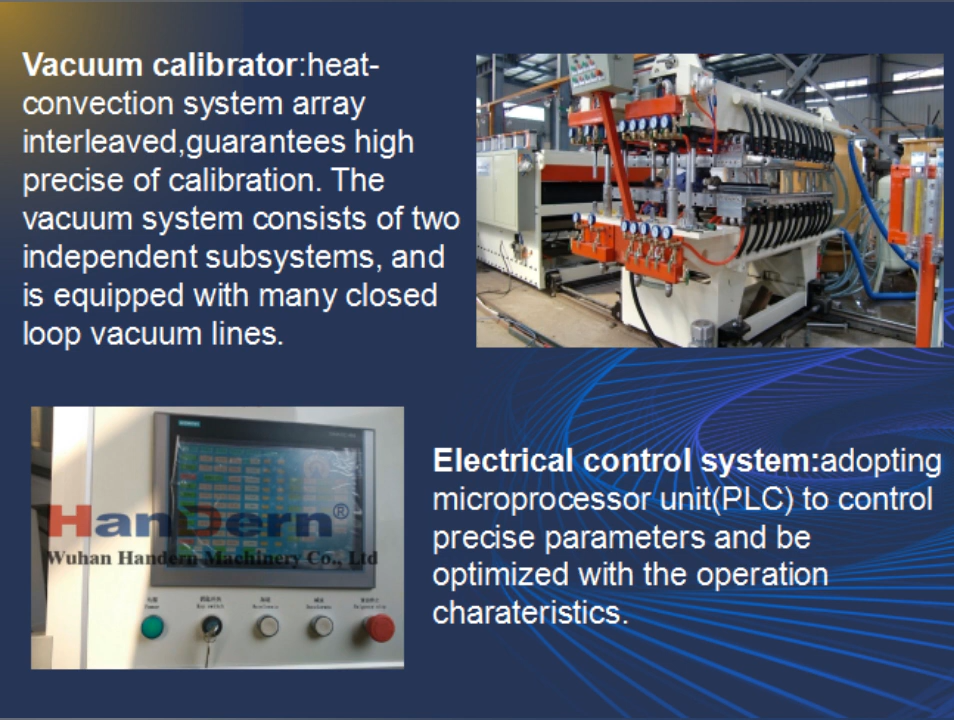 Vacuum calibrator:heat-
convection system array
interleaved,guarantees high
precise of calibration. The
vacuum system consists of two
independent subsystems, and
is equipped with many closed
loop vacuum lines.
SIEMENS
HanDern®
Wuhan Handern Machinery Co., Ltd
Electrical control system:adopting
microprocessor unit(PLC) to control
precise parameters and be
optimized with the operation
charateristics.